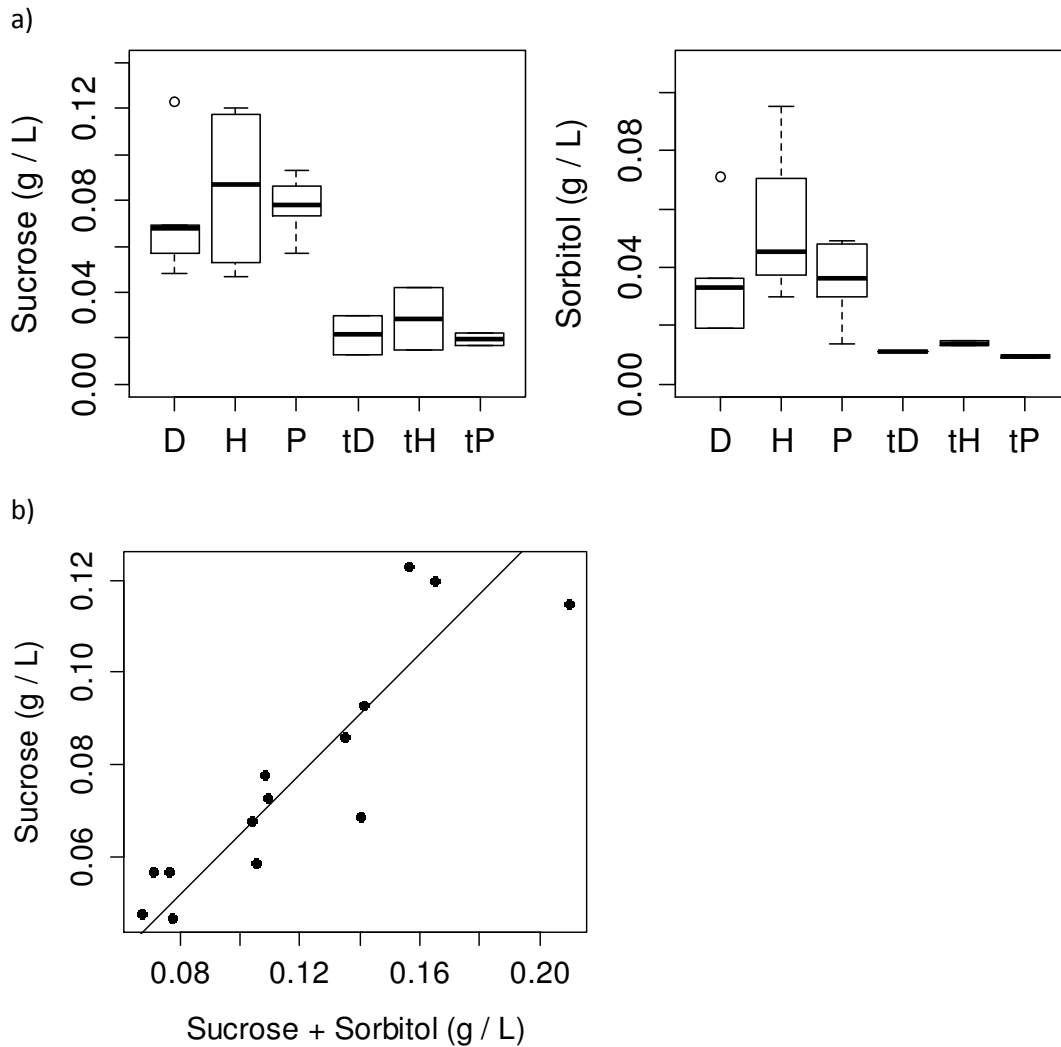 a)
Sucrose (g / L)
0.00 0.04 0.08 0.12
D H P tD tH tP
Sorbitol (g / L)
0.00 0.04 0.08
D H P tD tH tP
b)
Sucrose (g / L)
0.06 0.08 0.10 0.12
0.08 0.12 0.16 0.20
Sucrose + Sorbitol (g / L)